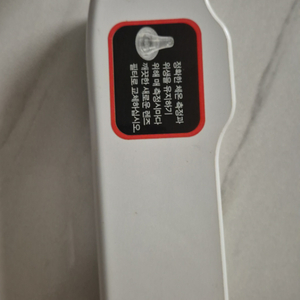 정확한 체온 측정과
위생을 유지하기
위해 매 측정시마다
깨끗한 새로운 렌즈
필터로 교체하십시오.